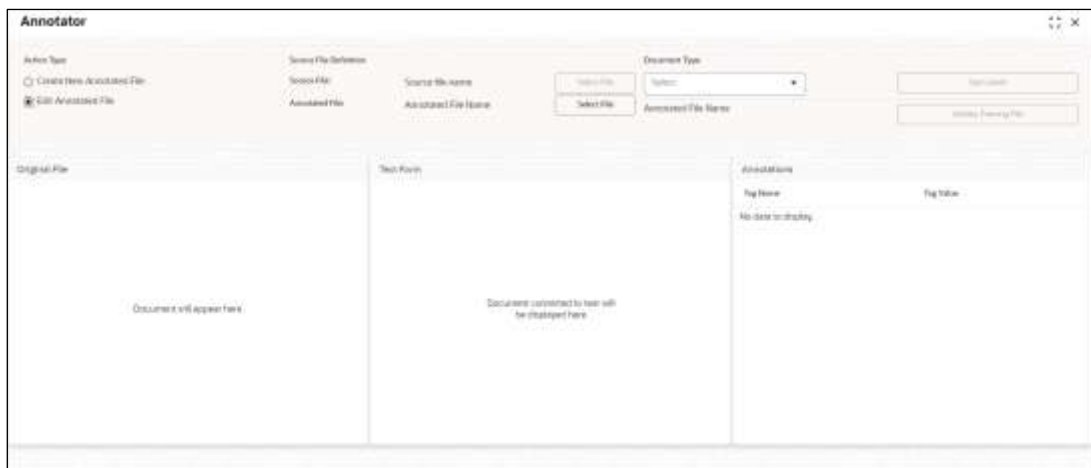 Annotator
Action Type
Create New Annotated File
Edit Annotated File
Source File Definition
Source File
Source file name
Select File
Annotated File
Annotated File Name
Select File
Document Type
Select
Annotated File Name
Original File
Document will appear here
Text Form
Document converted to text will
be displayed here
Annotations
Tag Name
Tag Value
No data to display.